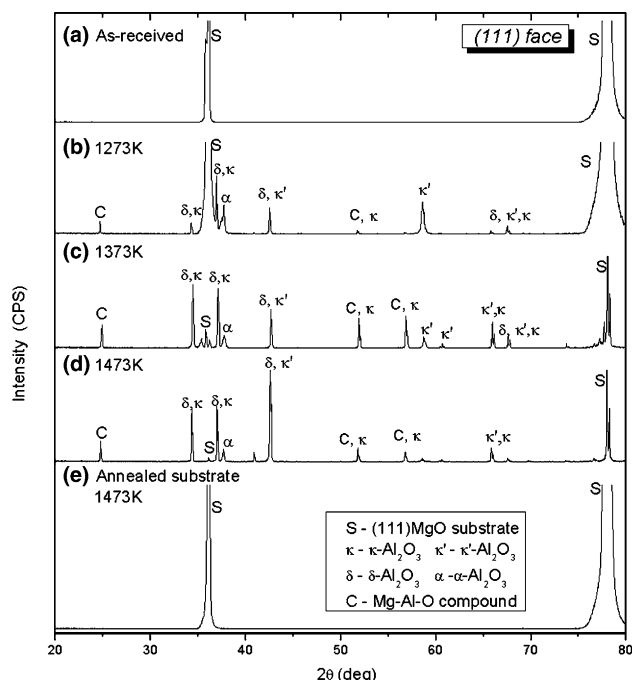 (a) As-received
S
(111) face
S
(b) 1273K
S
S
C
δ,κ
δ,κ
α
δ, κ'
C, κ
κ'
δ, κ',κ
(c) 1373K
C
δ,κ
S
δ,κ
α
δ, κ'
C, κ
C, κ
κ'
κ'
κ',κ
δ, κ',κ
S
(d) 1473K
C
δ,κ
S
δ,κ
α
δ, κ'
C, κ
C, κ
κ',κ
S
(e) Annealed substrate
1473K
S
S
S - (111)MgO substrate
κ - κ-Al2O3 κ' - κ'-Al2O3
δ - δ-Al2O3 α -α-Al2O3
C - Mg-Al-O compound
Intensity (CPS)
20 30 40 50 60 70 80
2θ (deg)